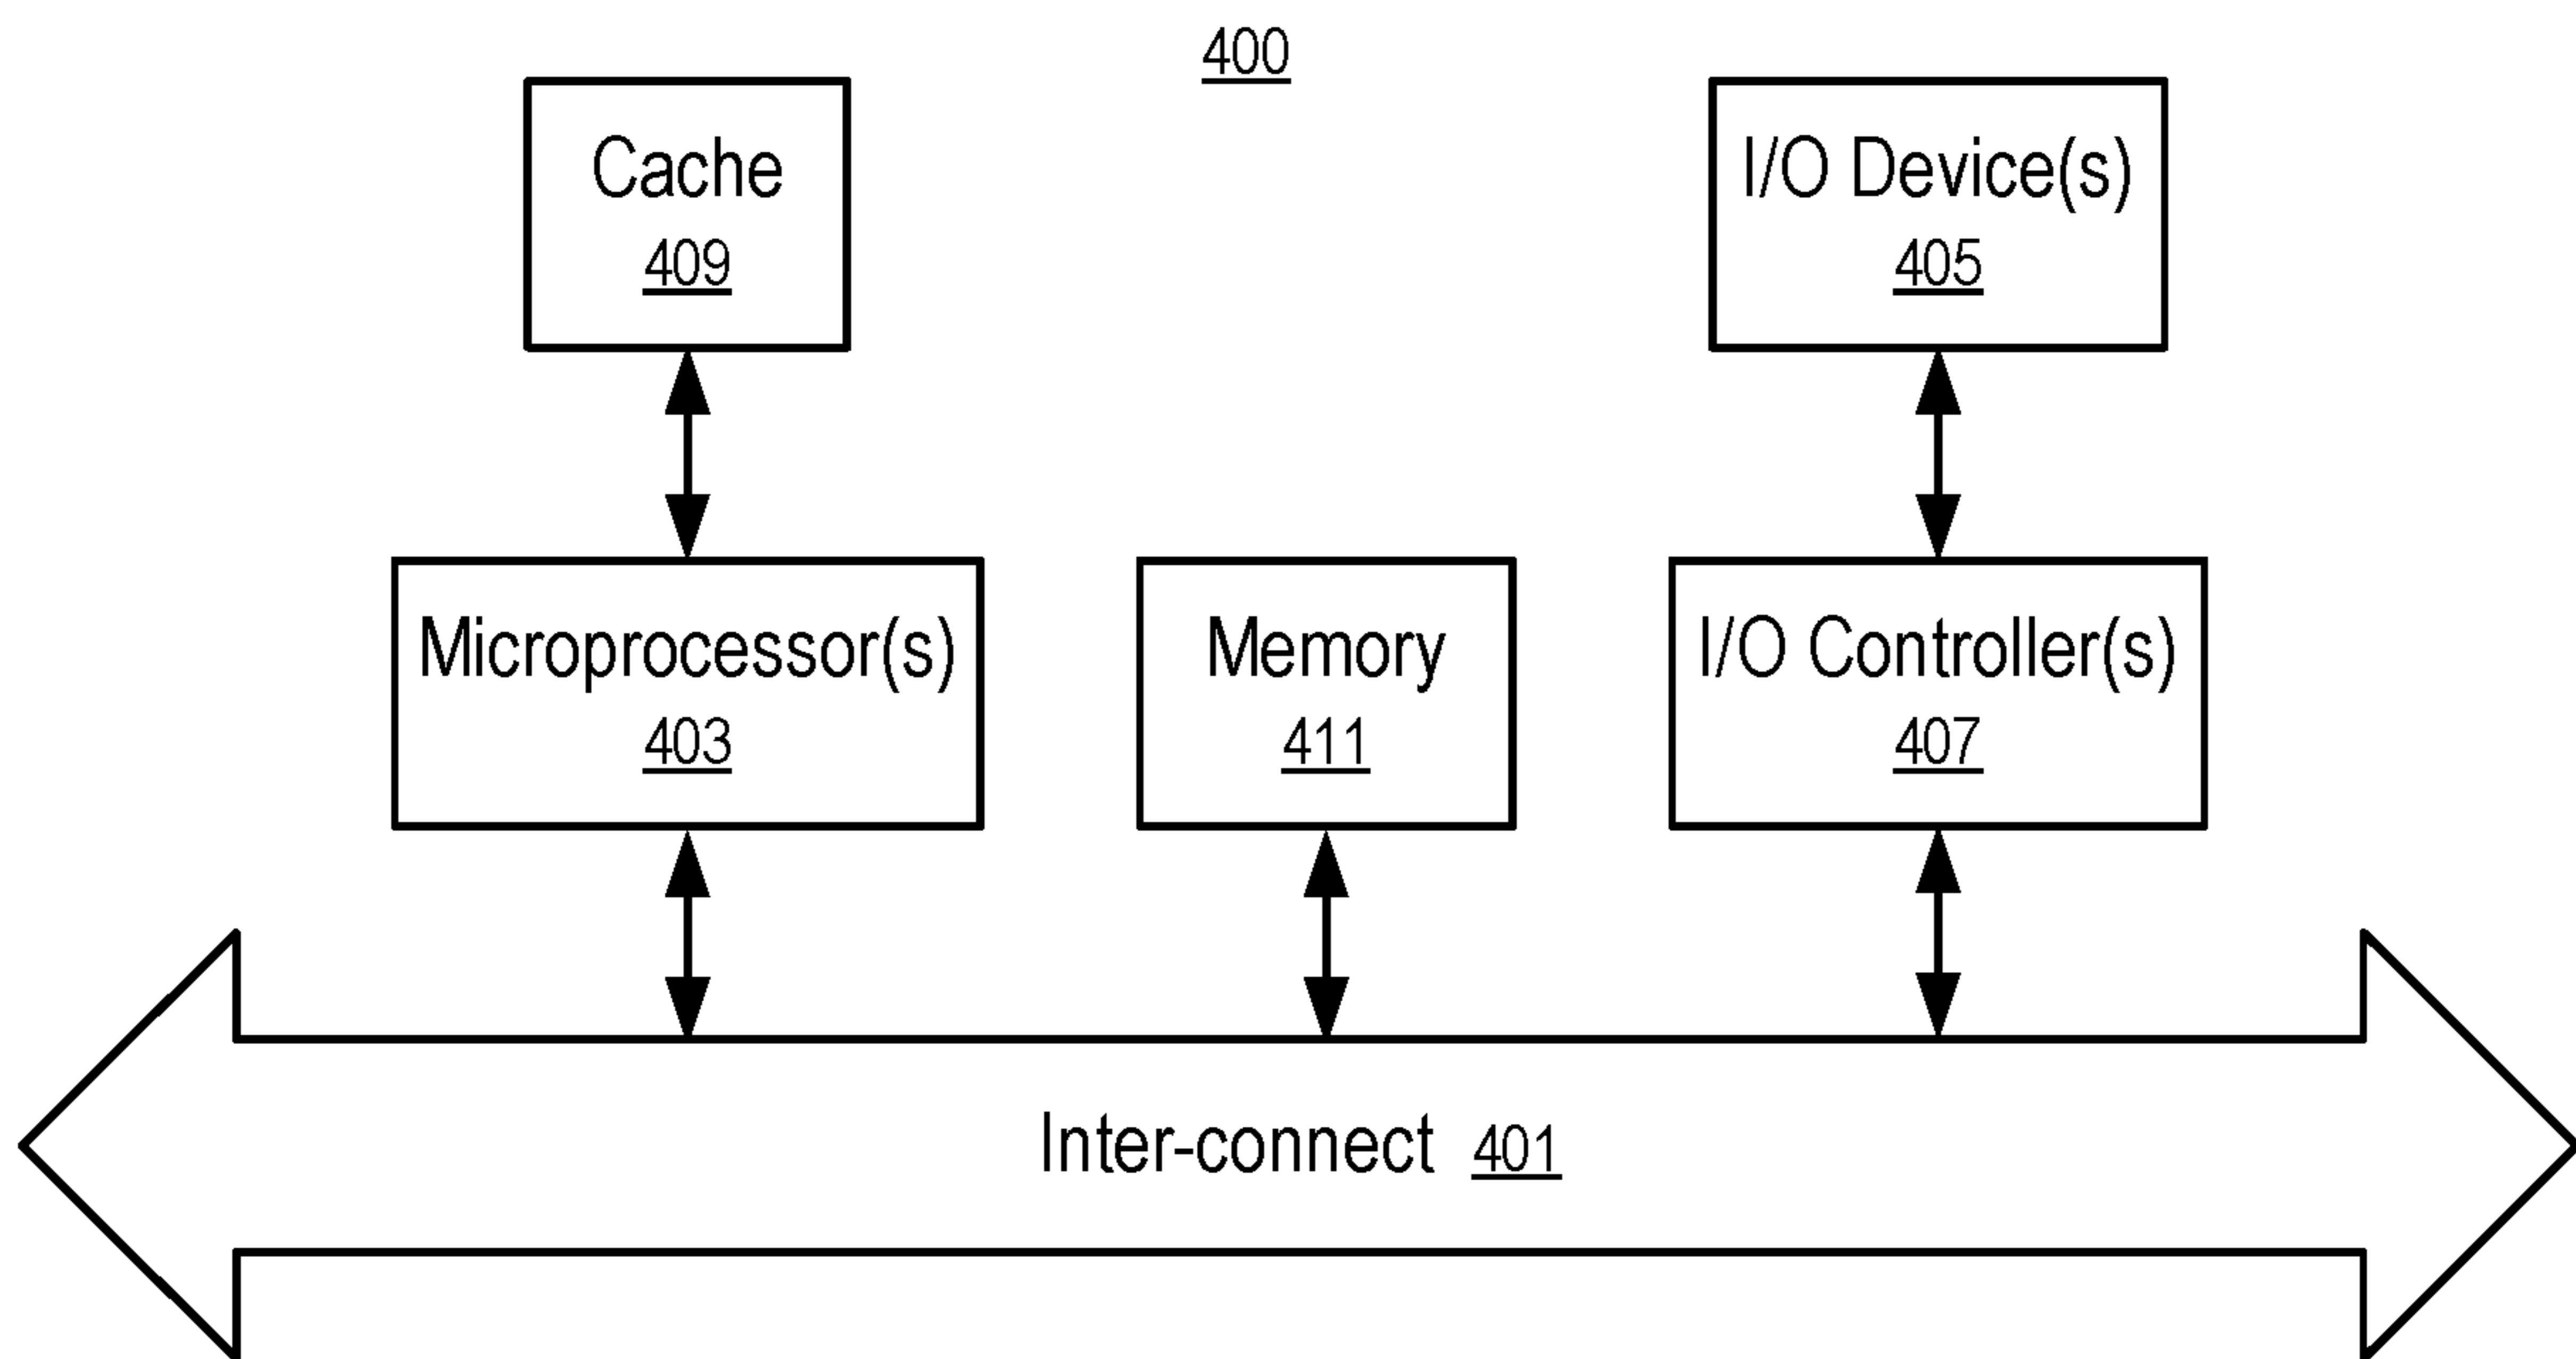 400
Cache
409
I/O Device(s)
405
Microprocessor(s)
403
Memory
411
I/O Controller(s)
407
Inter-connect 401